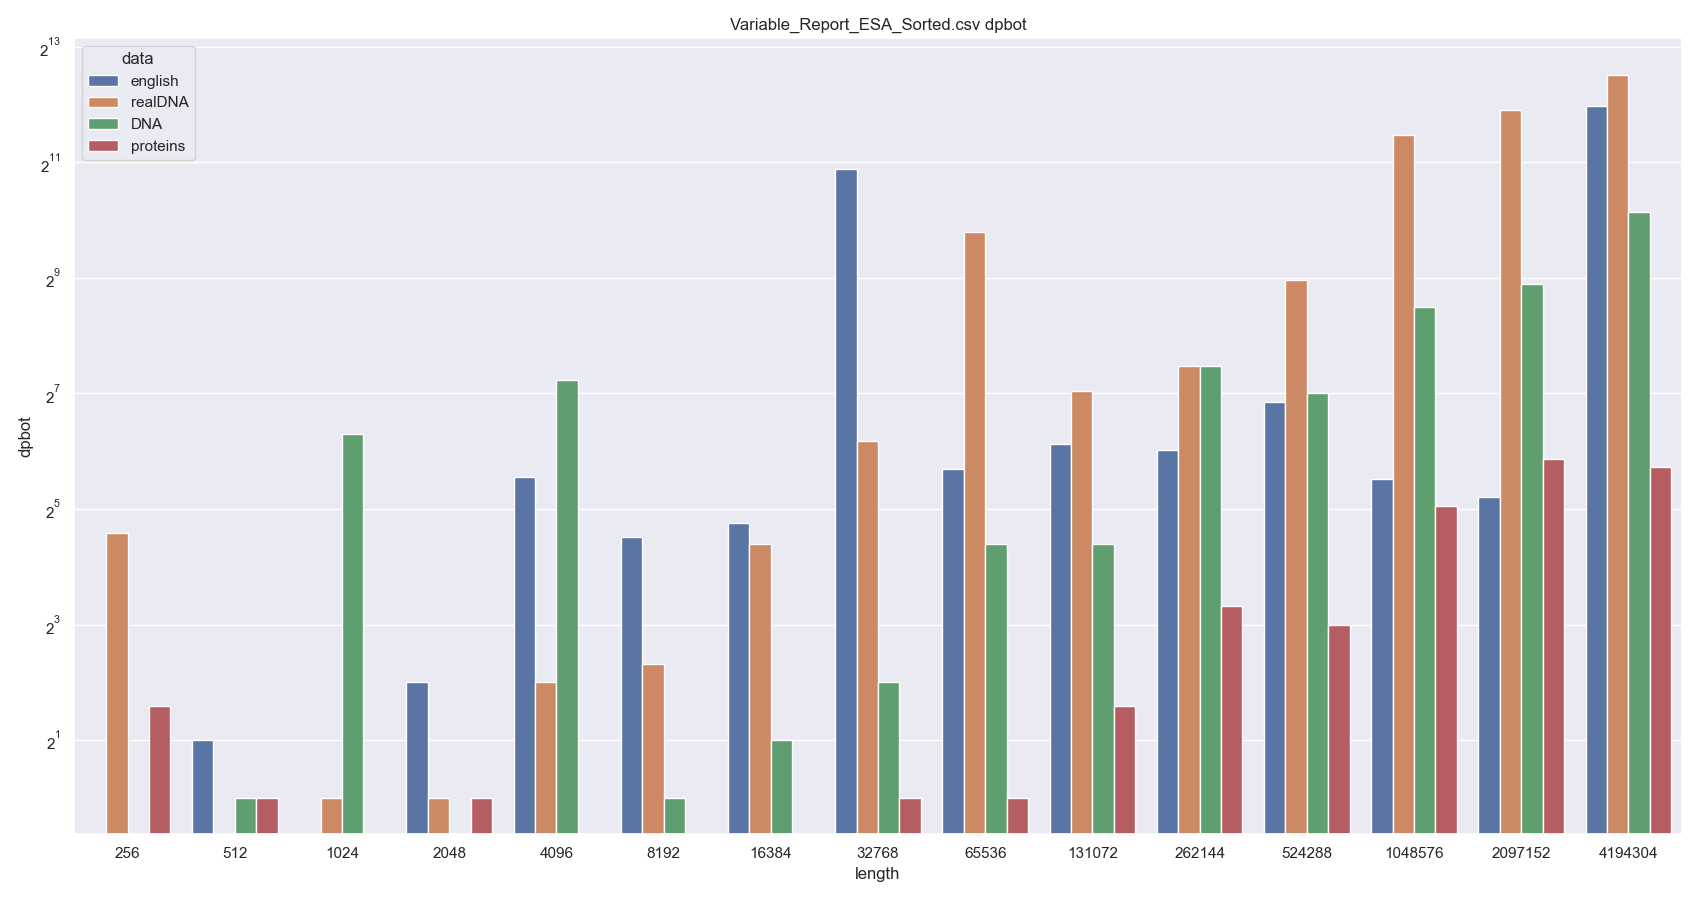 Variable_Report_ESA_Sorted.csv dpbot
2^13
2^11
2^9
2^7
2^5
2^3
2^1
dpbot
data
english
realDNA
DNA
proteins
256 512 1024 2048 4096 8192 16384 32768 65536 131072 262144 524288 1048576 2097152 4194304
length